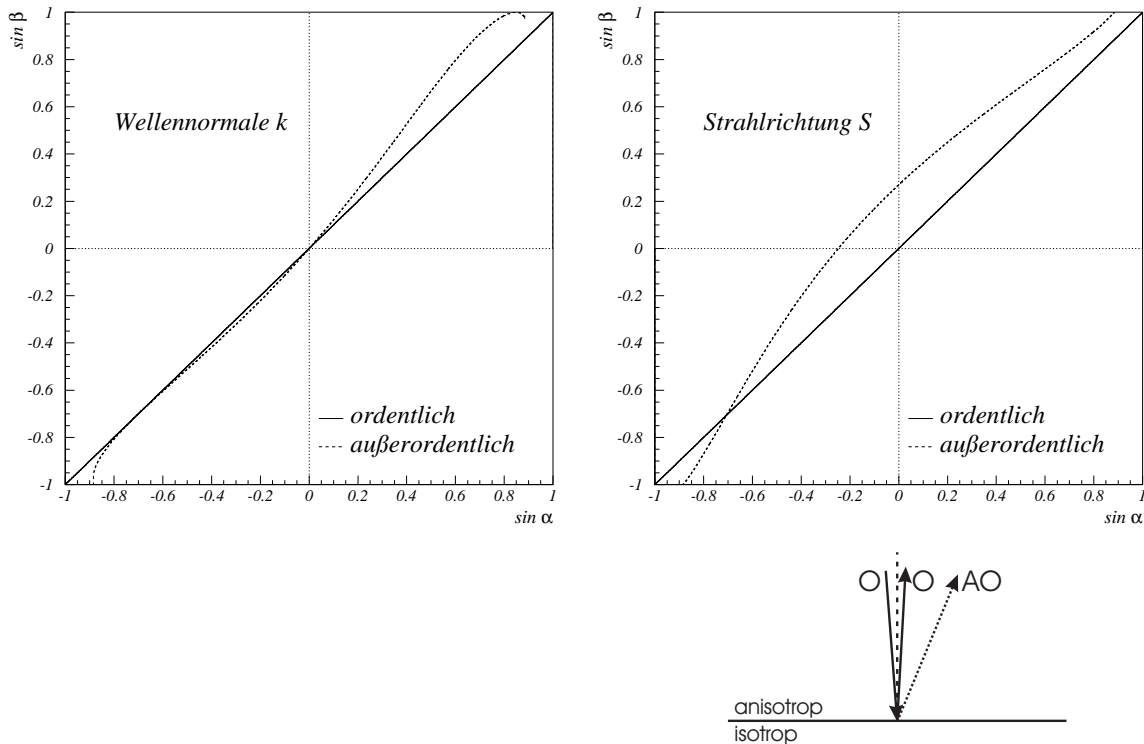 sin β
1
0.8
0.6
0.4
0.2
0
-0.2
-0.4
-0.6
-0.8
-1
Wellennormale k
ordentlich
außerordentlich
-1 -0.8 -0.6 -0.4 -0.2 0 0.2 0.4 0.6 0.8 1
sin α
sin β
1
0.8
0.6
0.4
0.2
0
-0.2
-0.4
-0.6
-0.8
-1
Strahlrichtung S
ordentlich
außerordentlich
-1 -0.8 -0.6 -0.4 -0.2 0 0.2 0.4 0.6 0.8 1
sin α
O O AO
anisotrop
isotrop